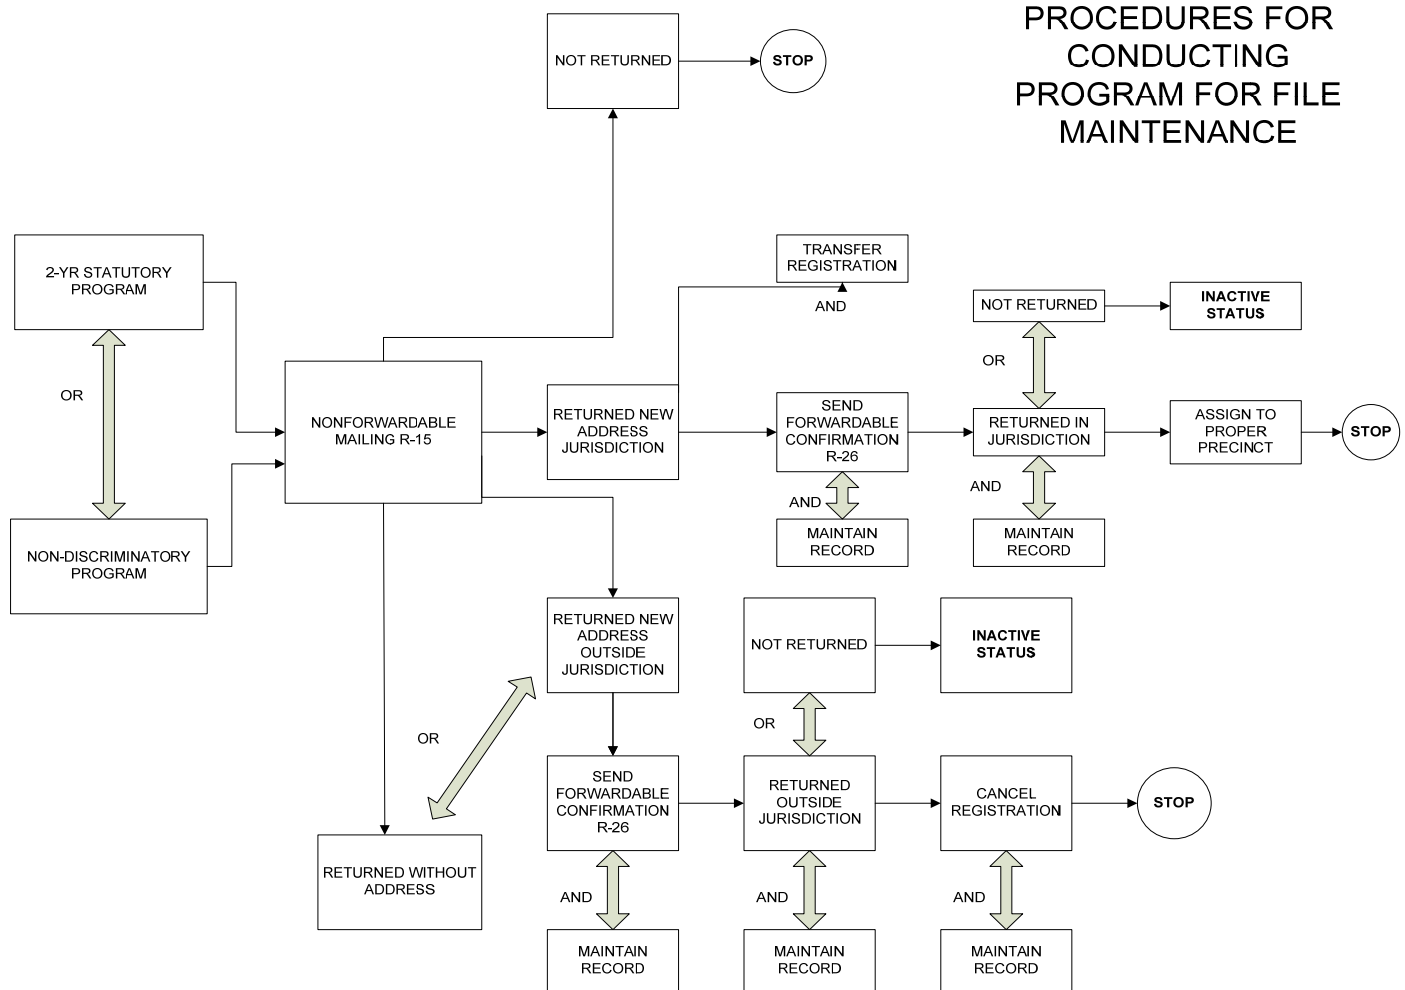 PROCEDURES FOR
CONDUCTING
PROGRAM FOR FILE
MAINTENANCE
NOT RETURNED
STOP
2-YR STATUTORY
PROGRAM
OR
NON-DISCRIMINATORY
PROGRAM
NONFORWARDABLE
MAILING R-15
TRANSFER
REGISTRATION
AND
RETURNED NEW
ADDRESS
JURISDICTION
SEND
FORWARDABLE
CONFIRMATION
R-26
AND
MAINTAIN
RECORD
NOT RETURNED
INACTIVE
STATUS
OR
RETURNED IN
JURISDICTION
ASSIGN TO
PROPER
PRECINCT
STOP
AND
MAINTAIN
RECORD
RETURNED NEW
ADDRESS
OUTSIDE
JURISDICTION
NOT RETURNED
INACTIVE
STATUS
OR
OR
SEND
FORWARDABLE
CONFIRMATION
R-26
RETURNED
OUTSIDE
JURISDICTION
CANCEL
REGISTRATION
STOP
RETURNED WITHOUT
ADDRESS
AND
AND
AND
MAINTAIN
RECORD
MAINTAIN
RECORD
MAINTAIN
RECORD